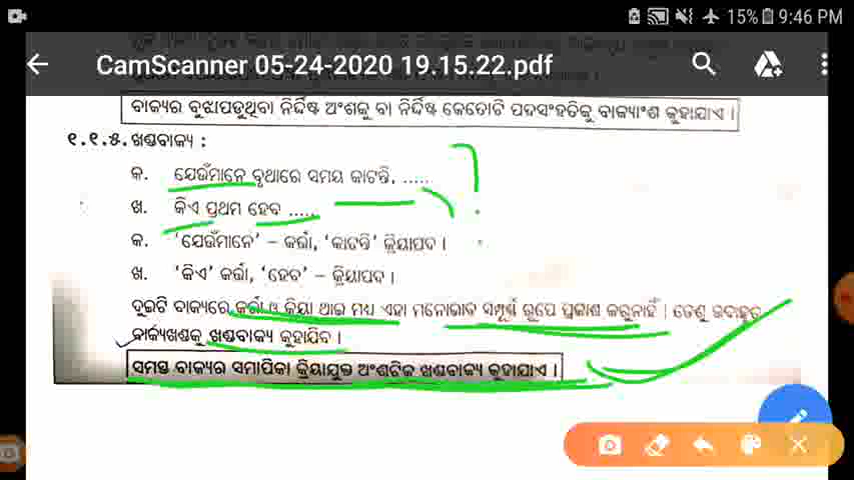 15% 9:46 PM
CamScanner 05-24-2020 19.15.22.pdf
ବାକ୍ୟର ବୁଝାପଡୁଥିବା ନିର୍ଦ୍ଦିଷ୍ଟ ଅଂଶକୁ ବା ନିର୍ଦ୍ଦିଷ୍ଟ କେତୋଟି ପଦସଂହତିକୁ ବାକ୍ୟାଂଶ କୁହାଯାଏ ।
୧.୧.୫. ଖଣ୍ଡବାକ୍ୟ :
କ. ଯେଉଁମାନେ ବୃଥାରେ ସମୟ କାଟନ୍ତି, ......
ଖ. କିଏ ପ୍ରଥମ ହେବ ......
କ. ‘ଯେଉଁମାନେ’ – କର୍ତ୍ତା, ‘କାଟନ୍ତି’ କ୍ରିୟାପଦ ।
ଖ. ‘କିଏ’ କର୍ତ୍ତା, ‘ହେବ’ – କ୍ରିୟାପଦ ।
ଦୁଇଟି ବାକ୍ୟରେ କର୍ତ୍ତା ଓ କ୍ରିୟା ଥାଇ ମଧ୍ୟ ଏହା ମନୋଭାବ ସମ୍ପୂର୍ଣ୍ଣ ରୂପେ ପ୍ରକାଶ କରୁନାହିଁ । ତେଣୁ ଉଦାହୃତ
ବାକ୍ୟଖଣ୍ଡକୁ ଖଣ୍ଡବାକ୍ୟ କୁହାଯିବ ।
ସମସ୍ତ ବାକ୍ୟର ସମାପିକା କ୍ରିୟାଯୁକ୍ତ ଅଂଶଟିକ ଖଣ୍ଡବାକ୍ୟ କୁହାଯାଏ ।